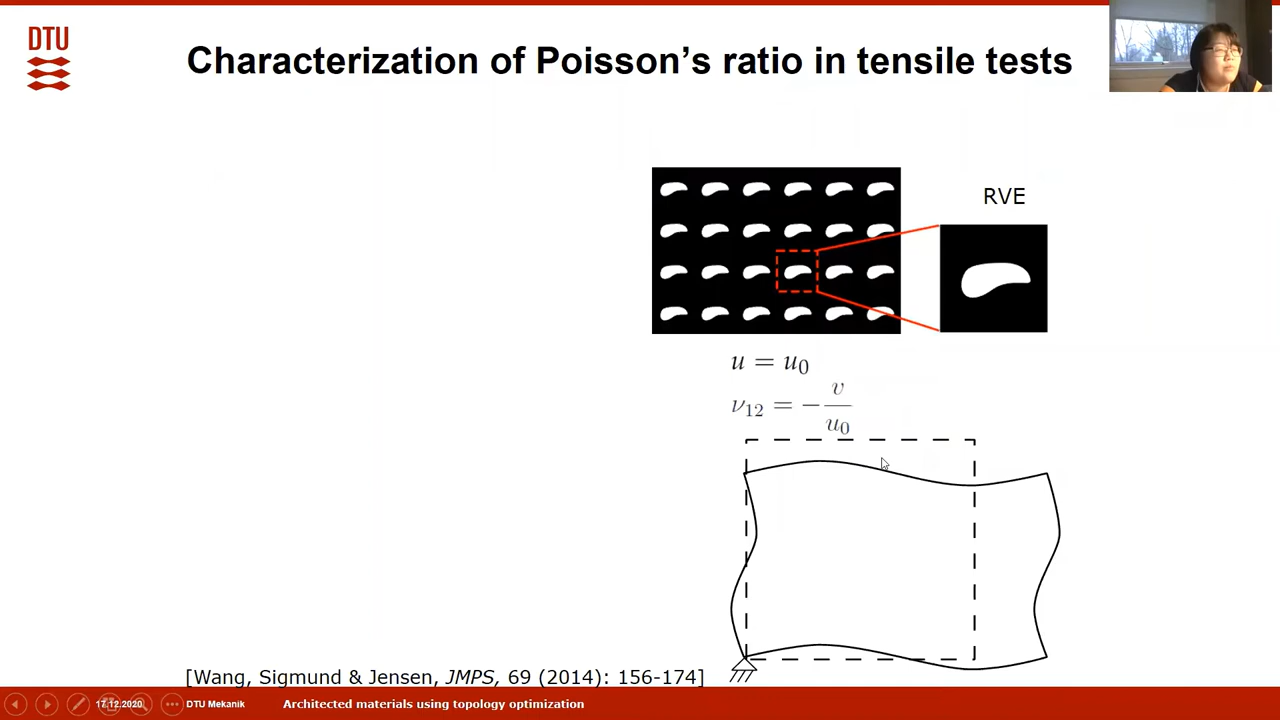 DTU
Characterization of Poisson's ratio in tensile tests
RVE
u = u₀
ν₁₂ = −v/u₀
[Wang, Sigmund & Jensen, JMPS, 69 (2014): 156-174]
17.12.2020 DTU Mekanik Architected materials using topology optimization